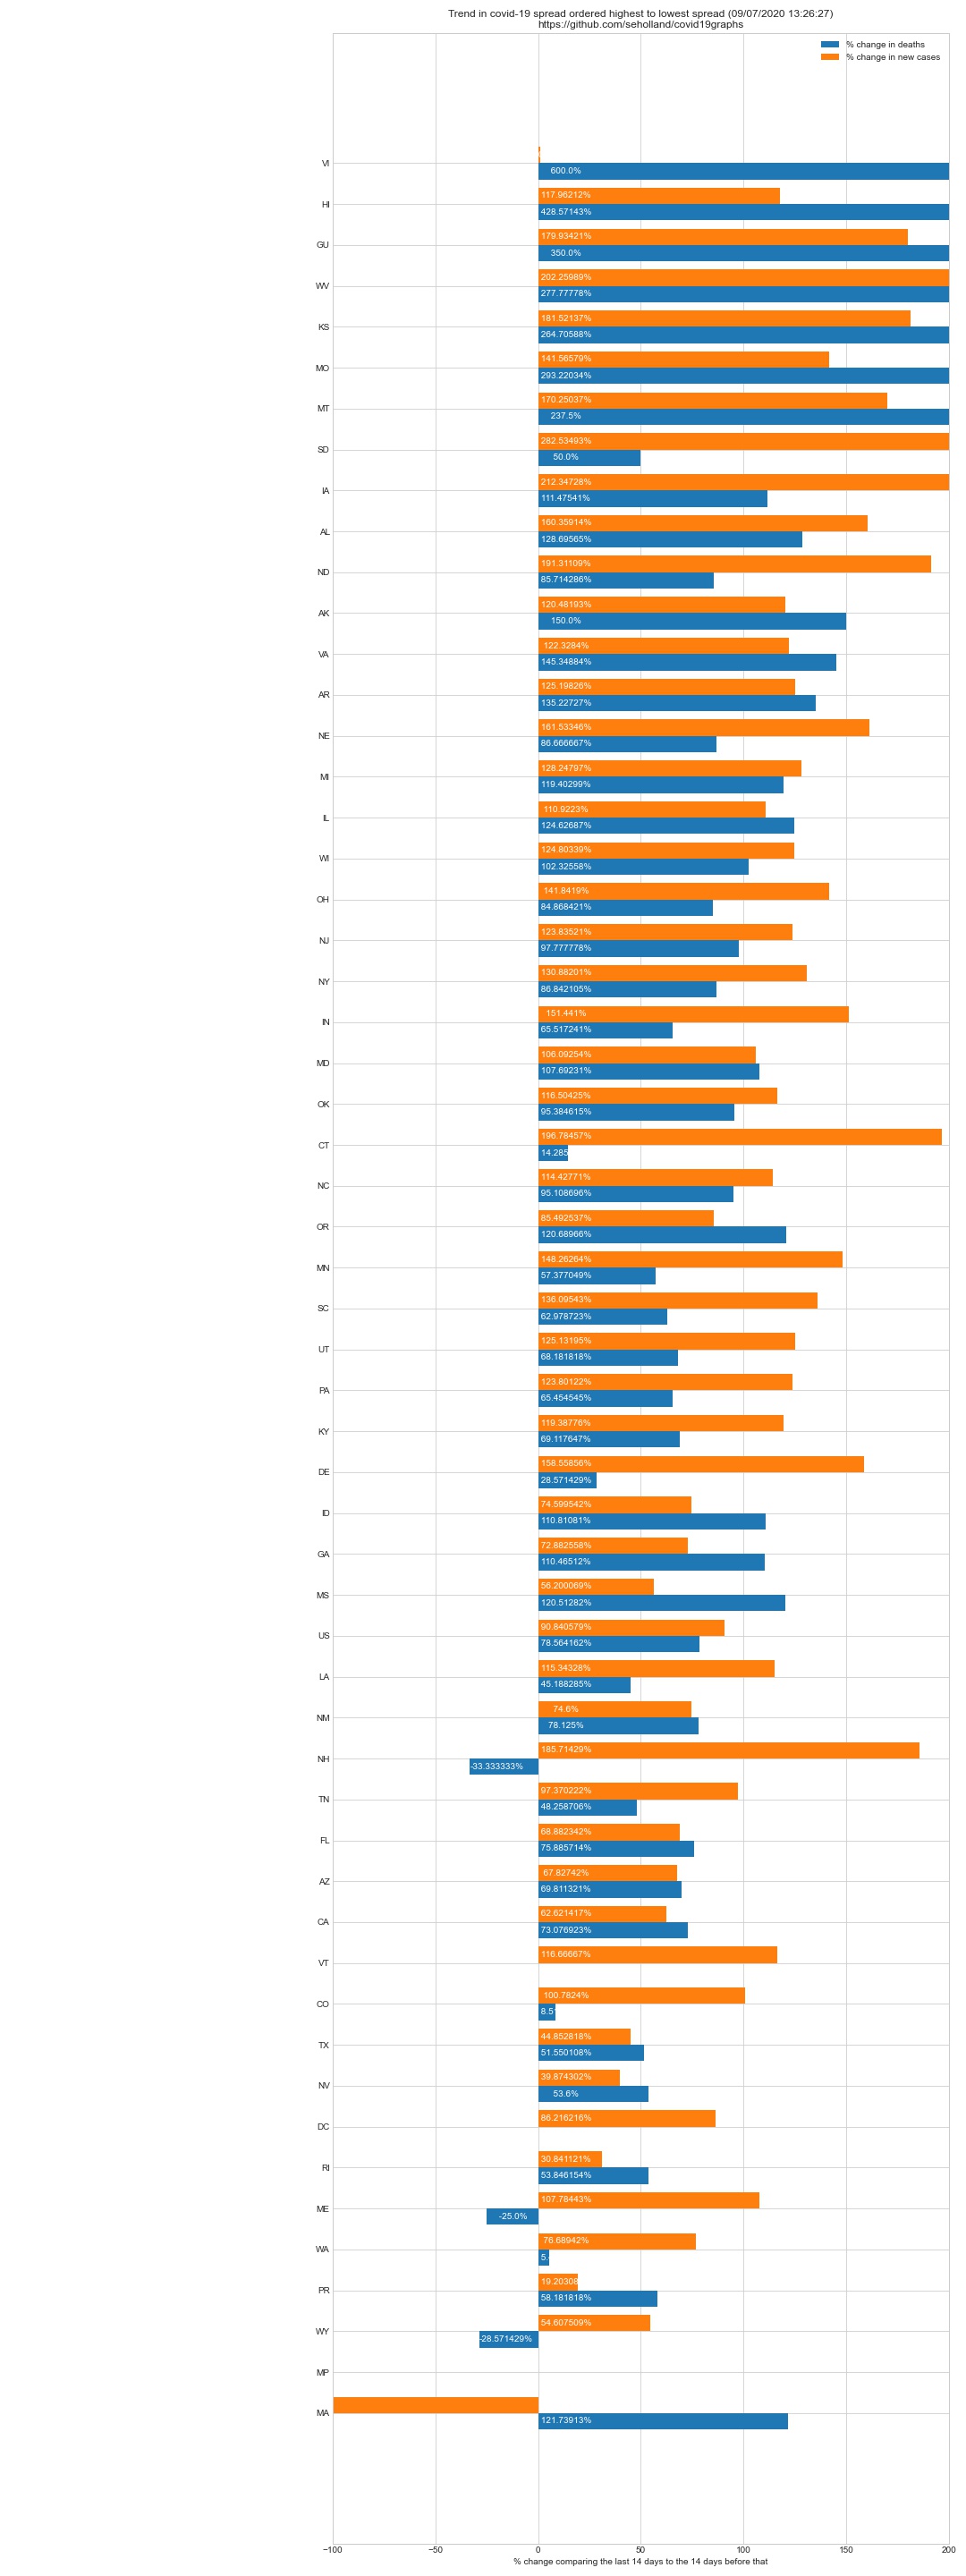 Trend in covid-19 spread ordered highest to lowest spread (09/07/2020 13:26:27)
https://github.com/seholland/covid19graphs
% change in deaths
% change in new cases
VI
600.0%
HI
117.96212%
428.57143%
GU
179.93421%
350.0%
WV
202.25989%
277.77778%
KS
181.52137%
264.70588%
MO
141.56579%
293.22034%
MT
170.25037%
237.5%
SD
282.53493%
50.0%
IA
212.34728%
111.47541%
AL
160.35914%
128.69565%
ND
191.31109%
85.714286%
AK
120.48193%
150.0%
VA
122.3284%
145.34884%
AR
125.19826%
135.22727%
NE
161.53346%
86.666667%
MI
128.24797%
119.40299%
IL
110.9223%
124.62687%
WI
124.80339%
102.32558%
OH
141.8419%
84.868421%
NJ
123.83521%
97.777778%
NY
130.88201%
86.842105%
IN
151.441%
65.517241%
MD
106.09254%
107.69231%
OK
116.50425%
95.384615%
CT
196.78457%
14.285
NC
114.42771%
95.108696%
OR
85.492537%
120.68966%
MN
148.26264%
57.377049%
SC
136.09543%
62.978723%
UT
125.13195%
68.181818%
PA
123.80122%
65.454545%
KY
119.38776%
69.117647%
DE
158.55856%
28.571429%
ID
74.599542%
110.81081%
GA
72.882558%
110.46512%
MS
56.200069%
120.51282%
US
90.840579%
78.564162%
LA
115.34328%
45.188285%
NM
74.6%
78.125%
NH
185.71429%
-33.333333%
TN
97.370222%
48.258706%
FL
68.882342%
75.885714%
AZ
67.82742%
69.811321%
CA
62.621417%
73.076923%
VT
116.66667%
CO
100.7824%
8.5
TX
44.852818%
51.550108%
NV
39.874302%
53.6%
DC
86.216216%
RI
30.841121%
53.846154%
ME
107.78443%
-25.0%
WA
76.68942%
5.
PR
19.20308
58.181818%
WY
54.607509%
-28.571429%
MP
MA
121.73913%
−100
−50
0
50
100
150
200
% change comparing the last 14 days to the 14 days before that